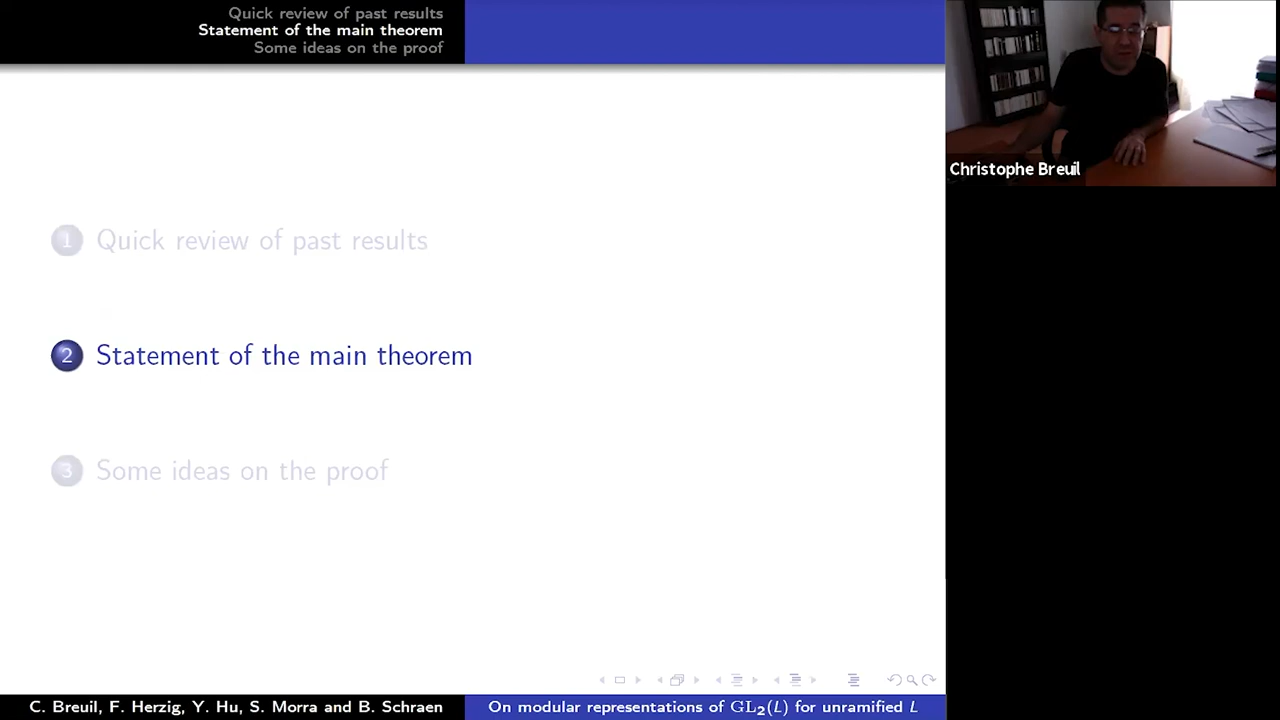 Quick review of past results
Statement of the main theorem
Some ideas on the proof
Christophe Breuil
1 Quick review of past results
2 Statement of the main theorem
3 Some ideas on the proof
C. Breuil, F. Herzig, Y. Hu, S. Morra and B. Schraen
On modular representations of GL₂(L) for unramified L